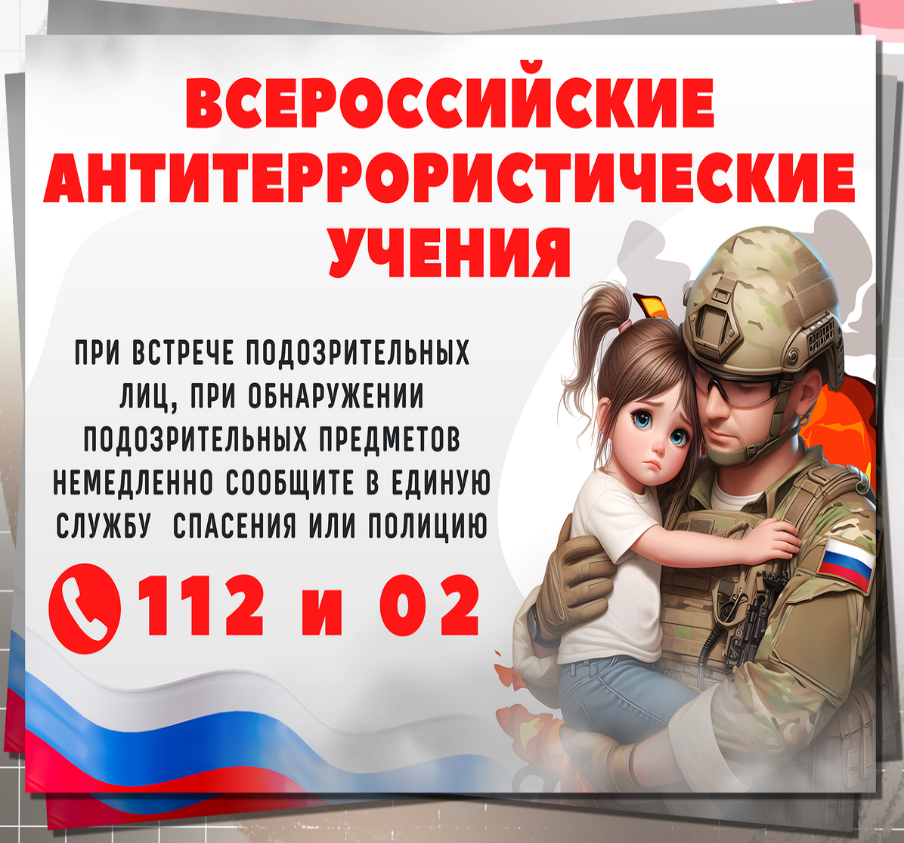 ВСЕРОССИЙСКИЕ
АНТИТЕРРОРИСТИЧЕСКИЕ
УЧЕНИЯ
ПРИ ВСТРЕЧЕ ПОДОЗРИТЕЛЬНЫХ
ЛИЦ, ПРИ ОБНАРУЖЕНИИ
ПОДОЗРИТЕЛЬНЫХ ПРЕДМЕТОВ
НЕМЕДЛЕННО СООБЩИТЕ В ЕДИНУЮ
СЛУЖБУ СПАСЕНИЯ ИЛИ ПОЛИЦИЮ
112 и 02